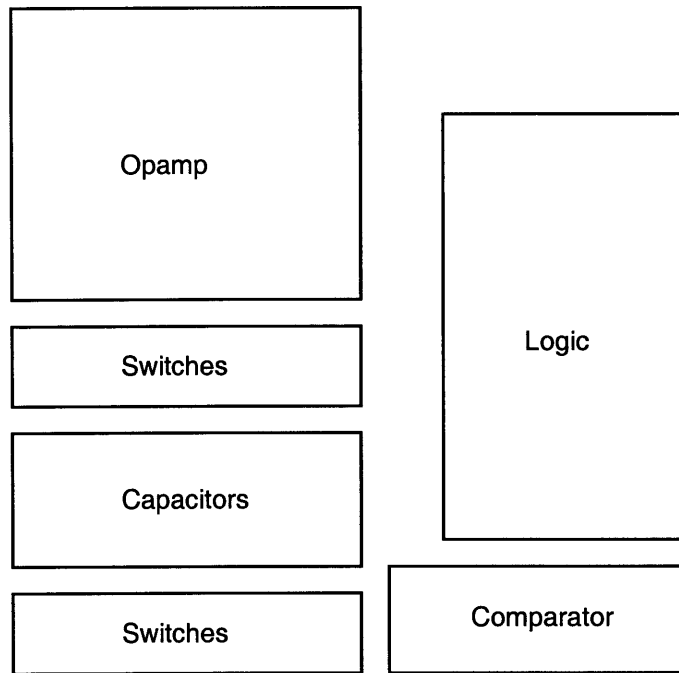 Opamp
Switches
Capacitors
Switches
Logic
Comparator